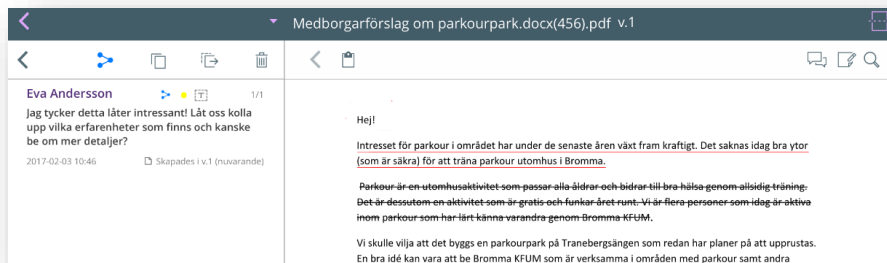 Medborgarförslag om parkourpark.docx(456).pdf v.1
Eva Andersson
T
1/1
Jag tycker detta låter intressant! Låt oss kolla
upp vilka erfarenheter som finns och kanske
be om mer detaljer?
2017-02-03 10:46
Skapades i v.1 (nuvarande)
Hej!
Intresset för parkour i området har under de senaste åren växt fram kraftigt. Det saknas idag bra ytor
(som är säkra) för att träna parkour utomhus i Bromma.
Parkour är en utomhusaktivitet som passar alla åldrar och bidrar till bra hälsa genom allsidig träning.
Det är dessutom en aktivitet som är gratis och funkar året runt. Vi är flera personer som idag är aktiva
inom parkour som har lärt känna varandra genom Bromma KFUM.
Vi skulle vilja att det byggs en parkourpark på Tranebergsängen som redan har planer på att upprustas.
En bra idé kan vara att be Bromma KFUM som är verksamma i områden med parkour samt andra